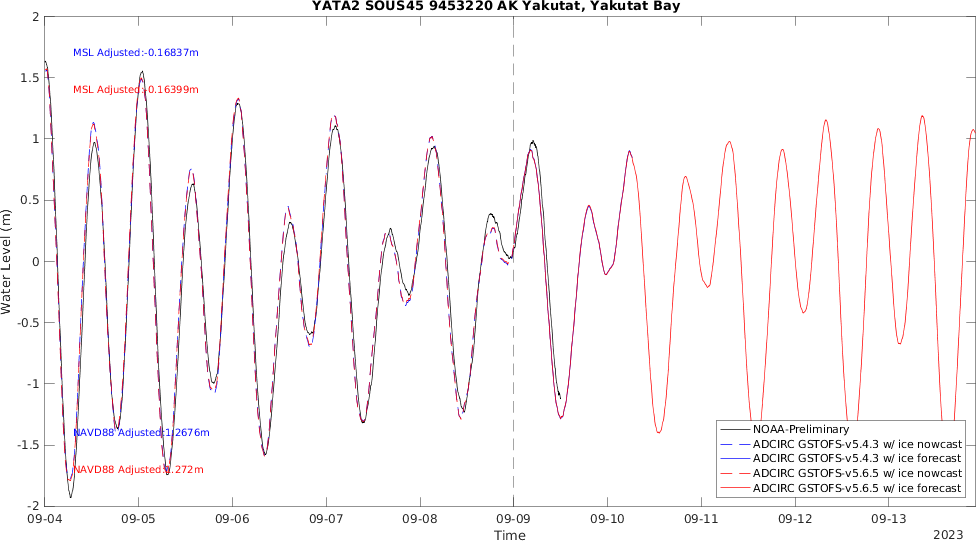 YATA2 SOUS45 9453220 AK Yakutat, Yakutat Bay
2
1.5
1
0.5
0
-0.5
-1
-1.5
-2
Water Level (m)
MSL Adjusted:-0.16837m
MSL Adjusted:-0.16399m
NAVD88 Adjusted:1.2676m
NAVD88 Adjusted:1.272m
NOAA-Preliminary
ADCIRC GSTOFS-v5.4.3 w/ ice nowcast
ADCIRC GSTOFS-v5.4.3 w/ ice forecast
ADCIRC GSTOFS-v5.6.5 w/ ice nowcast
ADCIRC GSTOFS-v5.6.5 w/ ice forecast
09-04 09-05 09-06 09-07 09-08 09-09 09-10 09-11 09-12 09-13
Time
2023